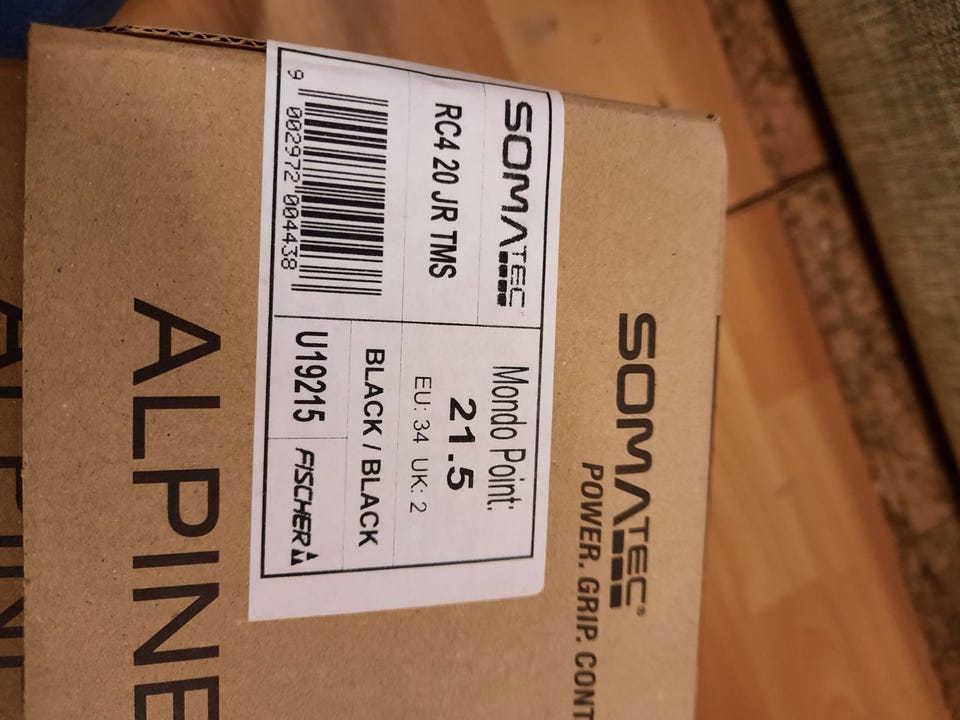 SOMATEC®
POWER. GRIP. CONT
SOMATEC
RC4 20 JR TMS
9 002972 004438
Mondo Point:
21.5
EU: 34 UK: 2
BLACK / BLACK
U19215
FISCHER
ALPINE